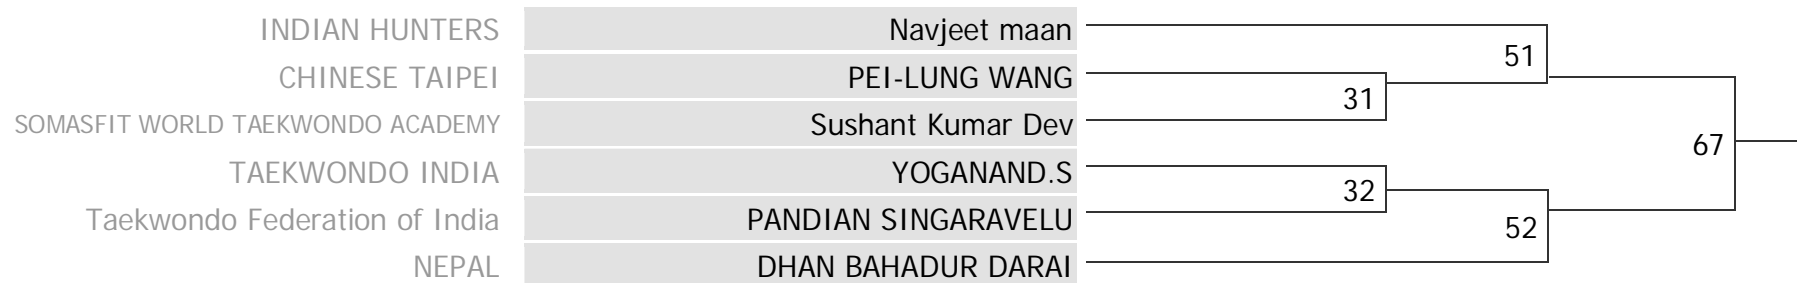 INDIAN HUNTERS Navjeet maan
51
CHINESE TAIPEI PEI-LUNG WANG
31
SOMASFIT WORLD TAEKWONDO ACADEMY Sushant Kumar Dev
67
TAEKWONDO INDIA YOGANAND.S
32
Taekwondo Federation of India PANDIAN SINGARAVELU
52
NEPAL DHAN BAHADUR DARAI